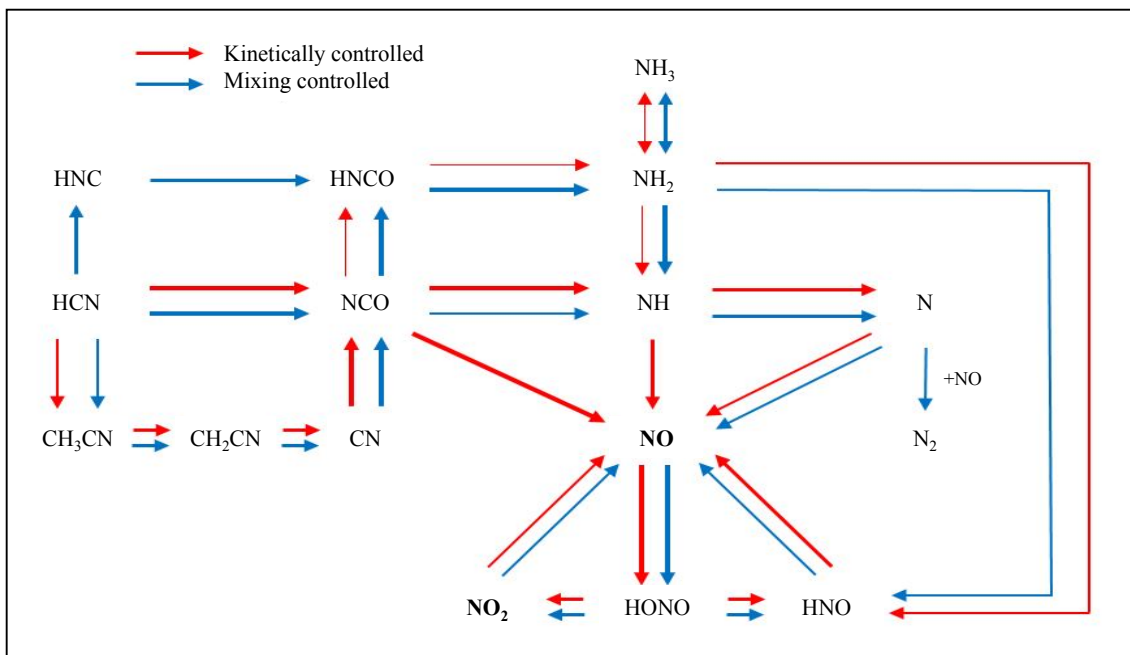 Kinetically controlled
Mixing controlled
NH₃
HNC
HNCO
NH₂
HCN
NCO
NH
N
+NO
CH₃CN
CH₂CN
CN
NO
N₂
NO₂
HONO
HNO